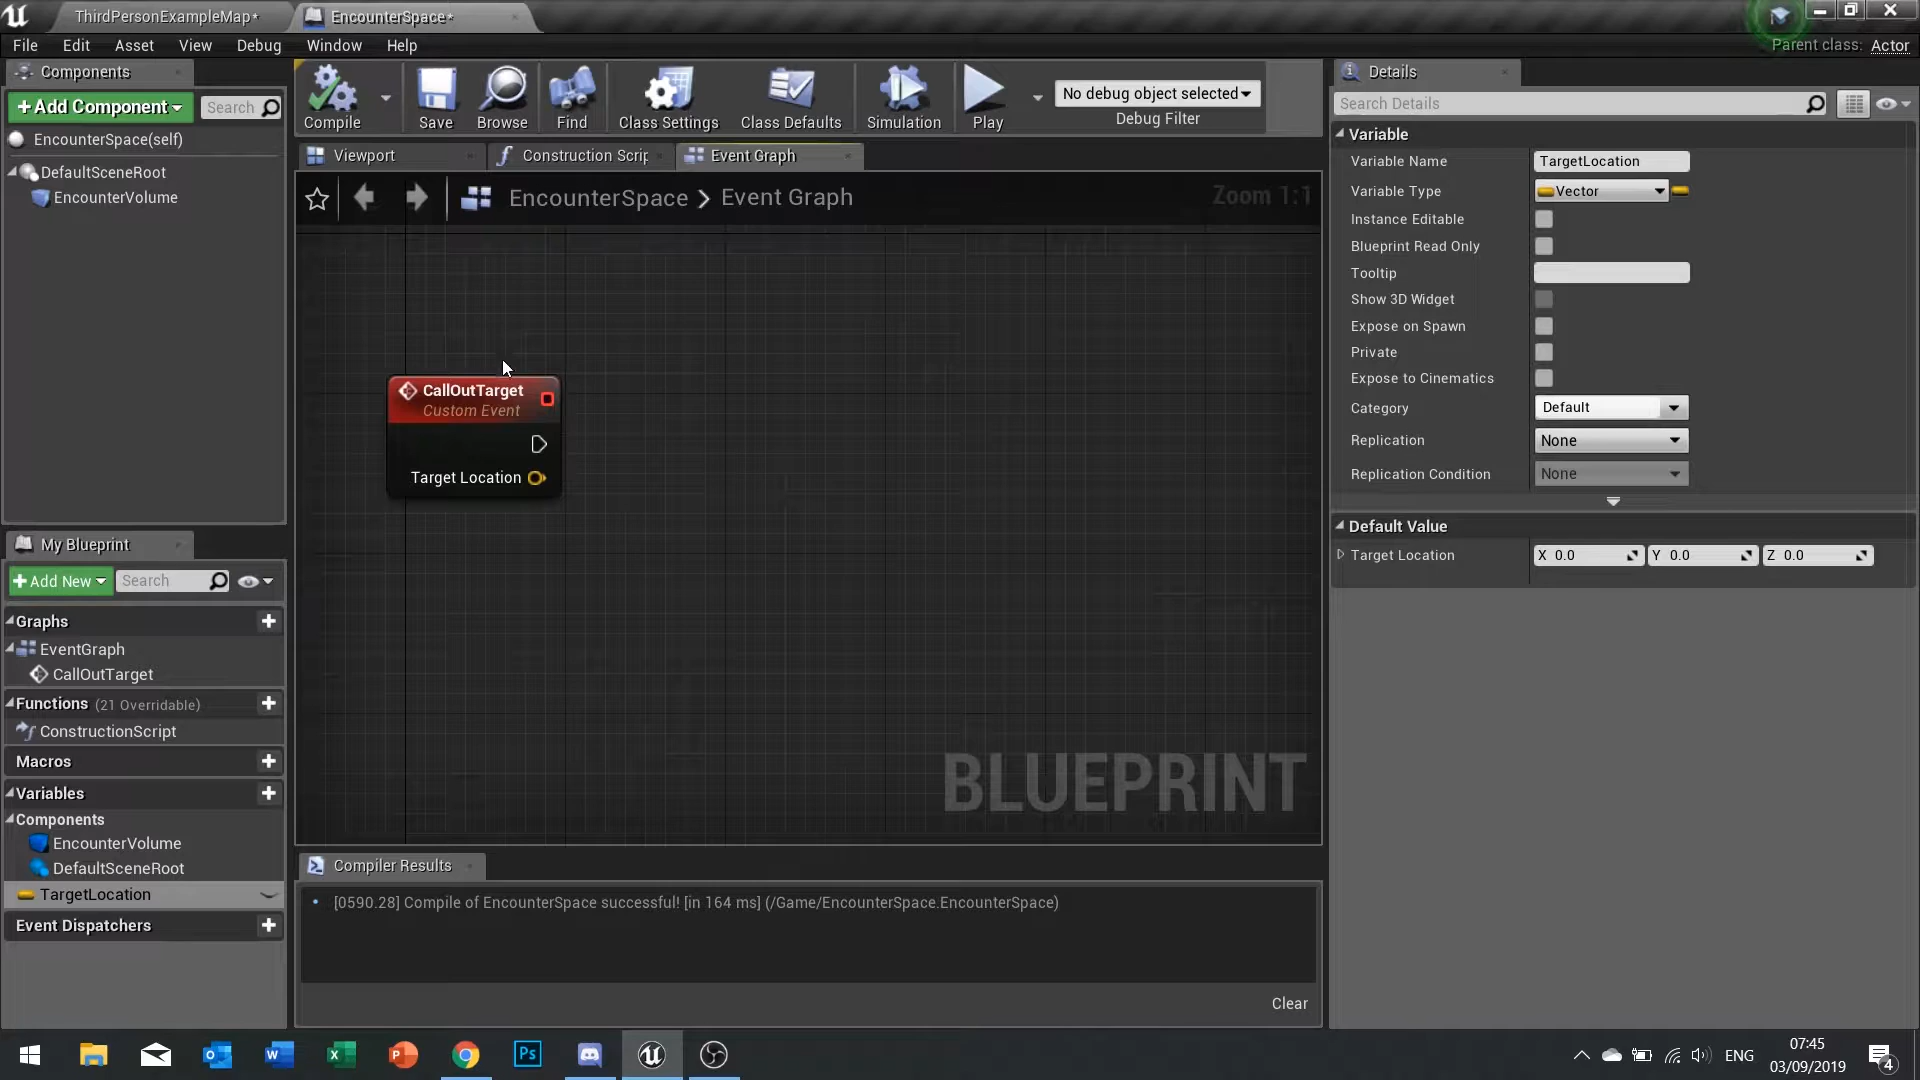 ThirdPersonExampleMap*
EncounterSpace*
File Edit Asset View Debug Window Help
Parent class: Actor
Components
+Add Component
Search
EncounterSpace(self)
DefaultSceneRoot
EncounterVolume
Compile
Save
Browse
Find
Class Settings
Class Defaults
Simulation
Play
No debug object selected
Debug Filter
Viewport
Construction Scrip
Event Graph
EncounterSpace > Event Graph
Zoom 1:1
CallOutTarget
Custom Event
Target Location
BLUEPRINT
My Blueprint
+Add New
Search
Graphs
EventGraph
CallOutTarget
Functions (21 Overridable)
ConstructionScript
Macros
Variables
Components
EncounterVolume
DefaultSceneRoot
TargetLocation
Event Dispatchers
Compiler Results
[0590.28] Compile of EncounterSpace successful! [in 164 ms] (/Game/EncounterSpace.EncounterSpace)
Clear
Details
Search Details
Variable
Variable Name TargetLocation
Variable Type Vector
Instance Editable
Blueprint Read Only
Tooltip
Show 3D Widget
Expose on Spawn
Private
Expose to Cinematics
Category Default
Replication None
Replication Condition None
Default Value
Target Location X 0.0 Y 0.0 Z 0.0
ENG
07:45
03/09/2019
4